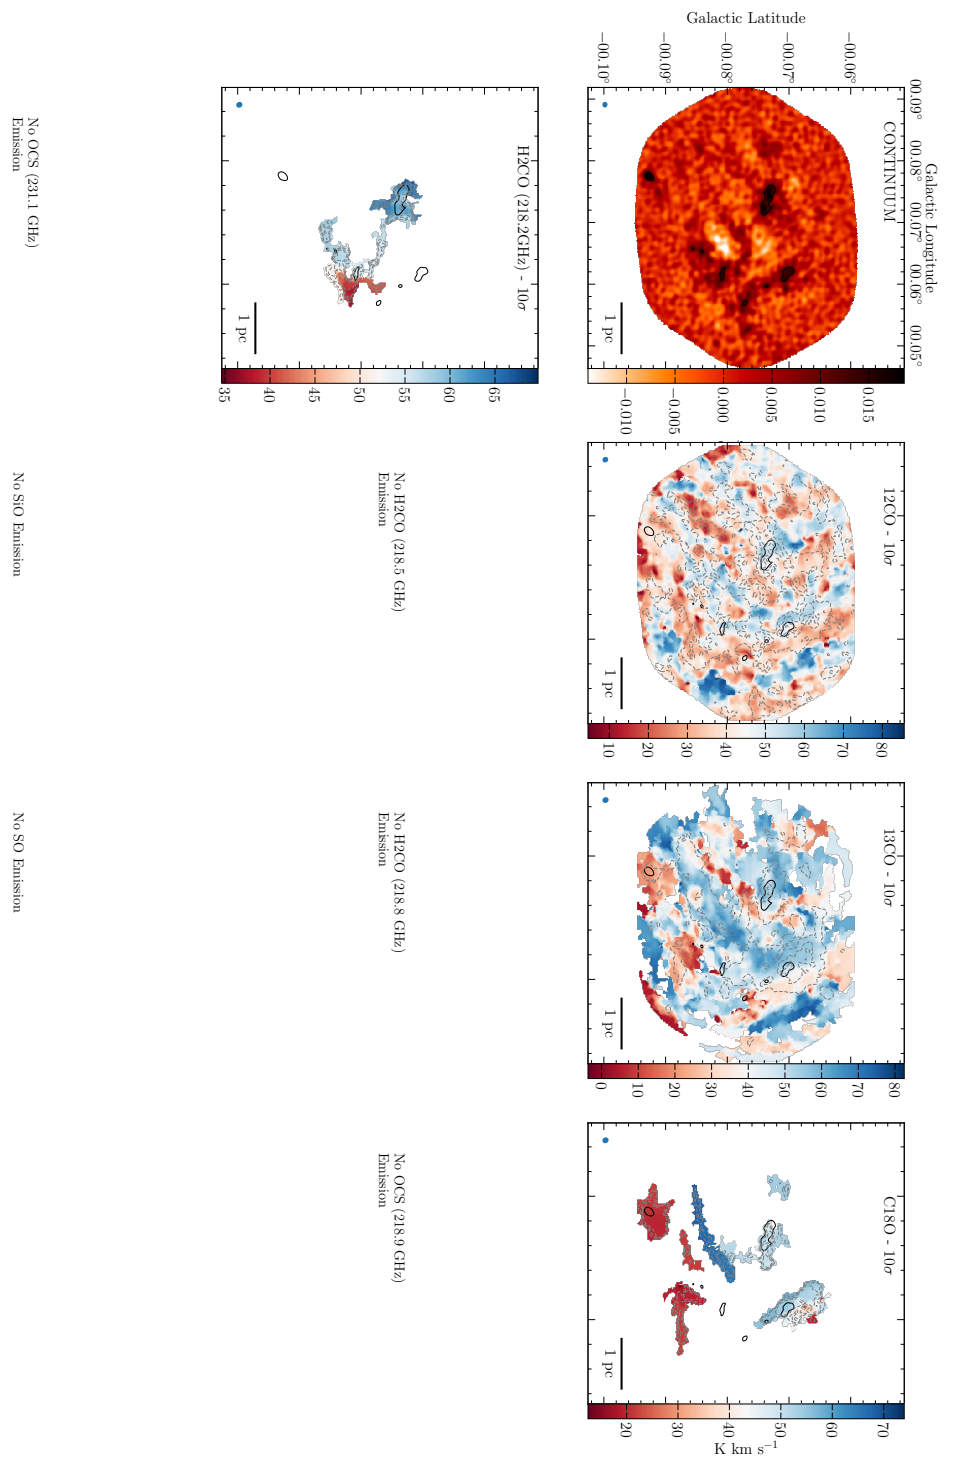 Galactic Longitude
00.09° 00.08° 00.07° 00.06° 00.05°
Galactic Latitude
−00.06°
−00.07°
−00.08°
−00.09°
−00.10°
CONTINUUM
1 pc
0.015
0.010
0.005
0.000
−0.005
−0.010
12CO - 10σ
1 pc
80
70
60
50
40
30
20
10
13CO - 10σ
1 pc
80
70
60
50
40
30
20
10
0
C18O - 10σ
1 pc
70
60
50
40
30
20
K km s⁻¹
H2CO (218.2GHz) - 10σ
1 pc
65
60
55
50
45
40
35
No H2CO (218.5 GHz)
Emission
No H2CO (218.8 GHz)
Emission
No OCS (218.9 GHz)
Emission
No OCS (231.1 GHz)
Emission
No SiO Emission
No SO Emission